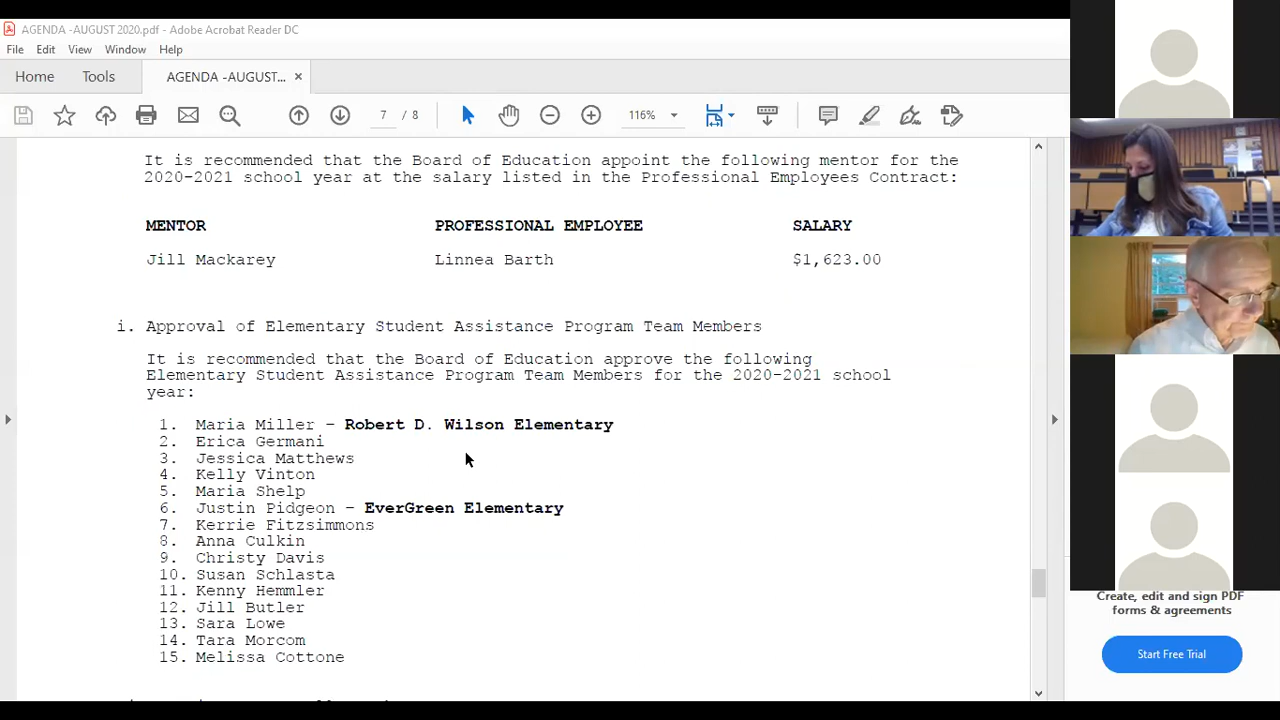 AGENDA -AUGUST 2020.pdf - Adobe Acrobat Reader DC
File Edit View Window Help
Home Tools AGENDA -AUGUST... ×
7 / 8 116%
It is recommended that the Board of Education appoint the following mentor for the
2020-2021 school year at the salary listed in the Professional Employees Contract:
MENTOR PROFESSIONAL EMPLOYEE SALARY
Jill Mackarey Linnea Barth $1,623.00
i. Approval of Elementary Student Assistance Program Team Members
It is recommended that the Board of Education approve the following
Elementary Student Assistance Program Team Members for the 2020-2021 school
year:
1. Maria Miller – Robert D. Wilson Elementary
2. Erica Germani
3. Jessica Matthews
4. Kelly Vinton
5. Maria Shelp
6. Justin Pidgeon – EverGreen Elementary
7. Kerrie Fitzsimmons
8. Anna Culkin
9. Christy Davis
10. Susan Schlasta
11. Kenny Hemmler
12. Jill Butler
13. Sara Lowe
14. Tara Morcom
15. Melissa Cottone
Create, edit and sign PDF
forms & agreements
Start Free Trial